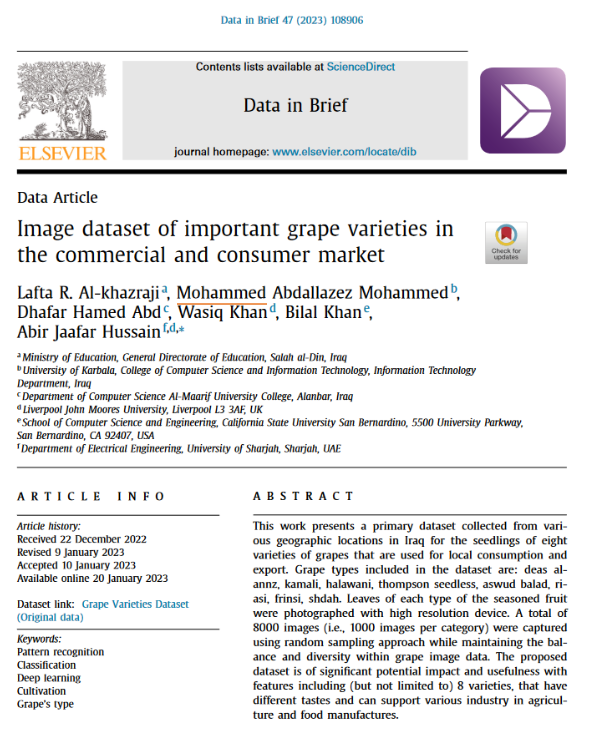 Data in Brief 47 (2023) 108906
Contents lists available at ScienceDirect
Data in Brief
journal homepage: www.elsevier.com/locate/dib
ELSEVIER
Data Article
Image dataset of important grape varieties in
the commercial and consumer market
Check for
updates
Lafta R. Al-khazraji a, Mohammed Abdallazez Mohammed b,
Dhafar Hamed Abd c, Wasiq Khan d, Bilal Khan e,
Abir Jaafar Hussain f,d,*
a Ministry of Education, General Directorate of Education, Salah al-Din, Iraq
b University of Karbala, College of Computer Science and Information Technology, Information Technology
Department, Iraq
c Department of Computer Science Al-Maarif University College, Alanbar, Iraq
d Liverpool John Moores University, Liverpool L3 3AF, UK
e School of Computer Science and Engineering, California State University San Bernardino, 5500 University Parkway,
San Bernardino, CA 92407, USA
f Department of Electrical Engineering, University of Sharjah, Sharjah, UAE
ARTICLE INFO
Article history:
Received 22 December 2022
Revised 9 January 2023
Accepted 10 January 2023
Available online 20 January 2023
Dataset link: Grape Varieties Dataset
(Original data)
Keywords:
Pattern recognition
Classification
Deep learning
Cultivation
Grape's type
ABSTRACT
This work presents a primary dataset collected from vari-
ous geographic locations in Iraq for the seedlings of eight
varieties of grapes that are used for local consumption and
export. Grape types included in the dataset are: deas al-
annz, kamali, halawani, thompson seedless, aswud balad, ri-
asi, frinsi, shdah. Leaves of each type of the seasoned fruit
were photographed with high resolution device. A total of
8000 images (i.e., 1000 images per category) were captured
using random sampling approach while maintaining the bal-
ance and diversity within grape image data. The proposed
dataset is of significant potential impact and usefulness with
features including (but not limited to) 8 varieties, that have
different tastes and can support various industry in agricul-
ture and food manufactures.